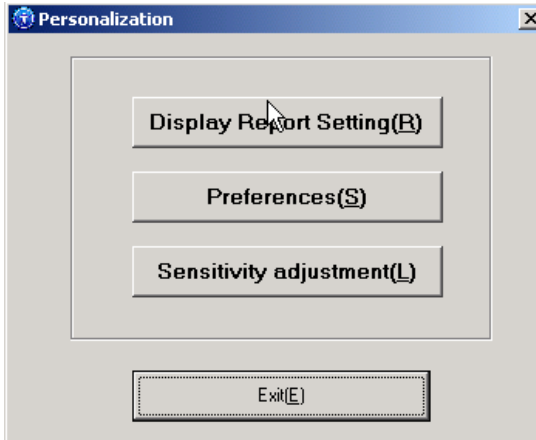 Personalization
Display Report Setting(R)
Preferences(S)
Sensitivity adjustment(L)
Exit(E)